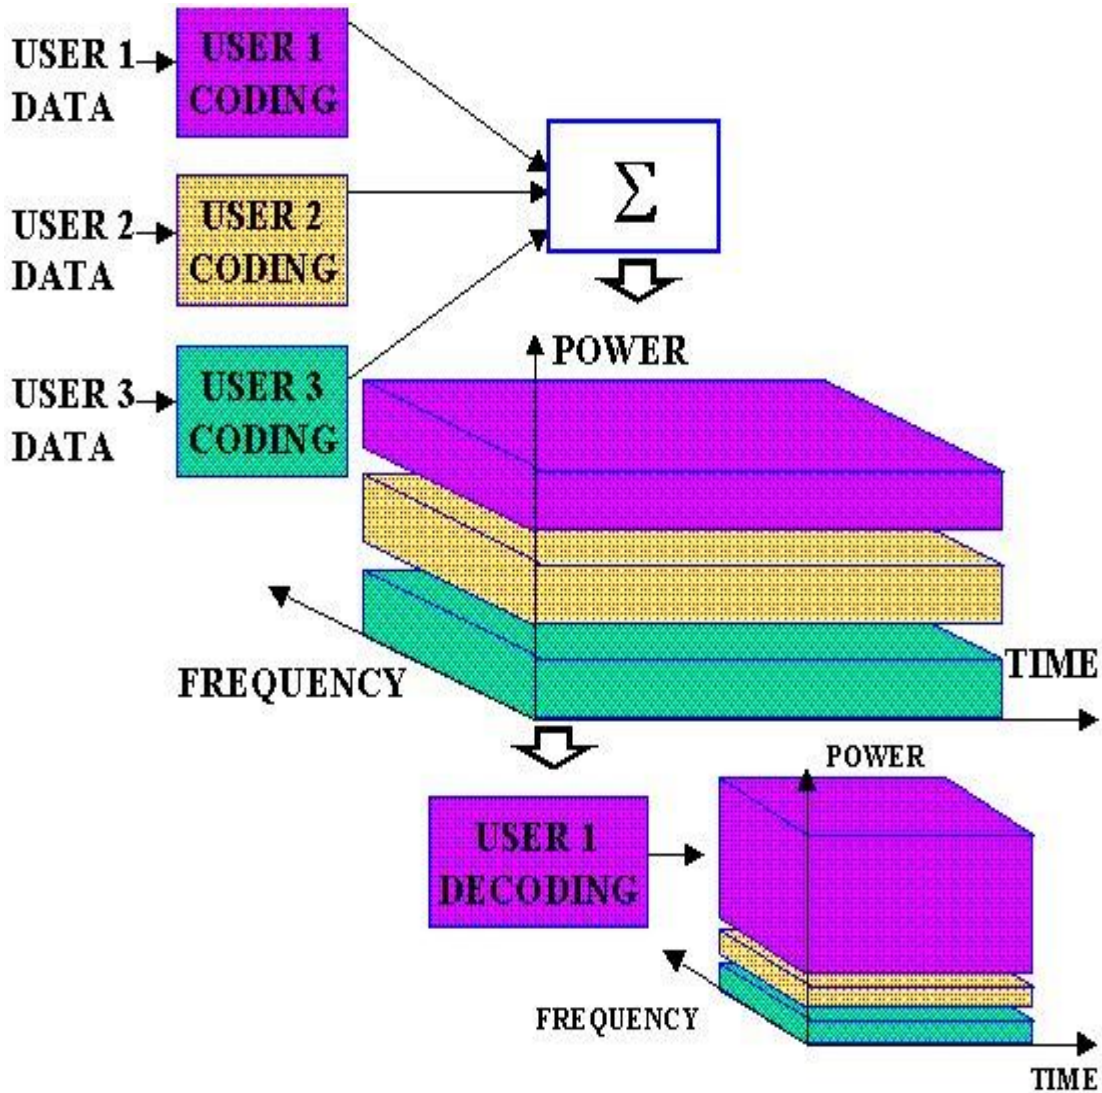 USER 1
DATA
USER 1
CODING
USER 2
DATA
USER 2
CODING
USER 3
DATA
USER 3
CODING
Σ
POWER
FREQUENCY
TIME
USER 1
DECODING
POWER
FREQUENCY
TIME